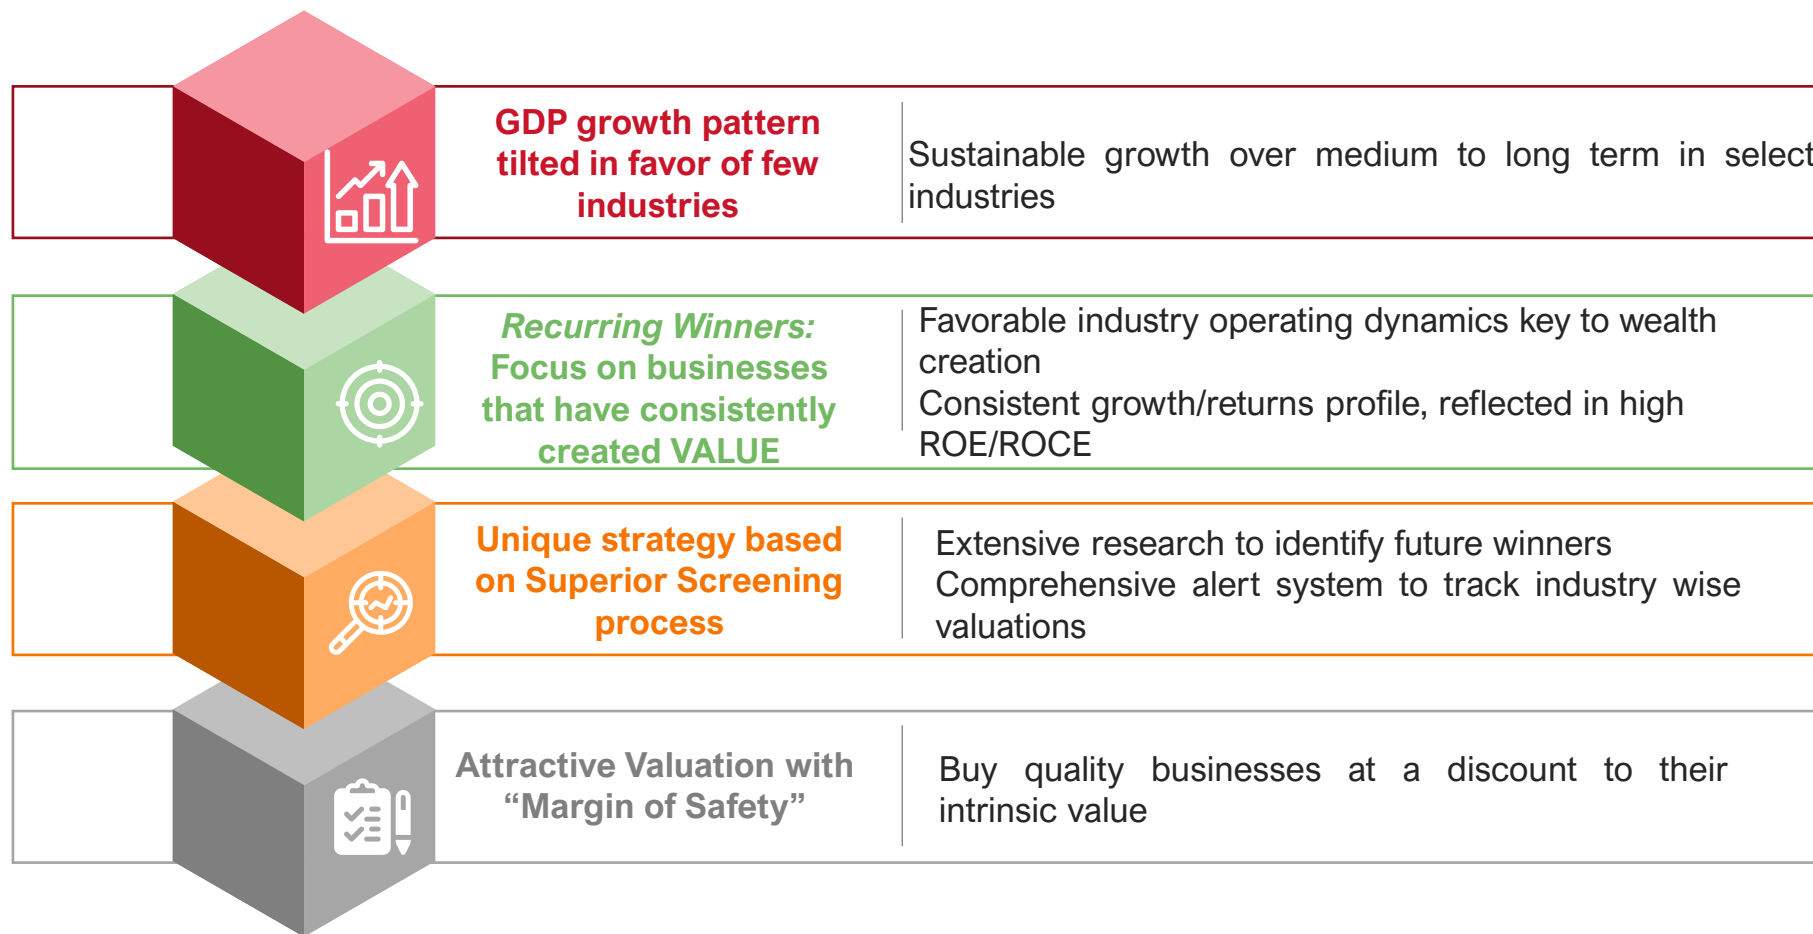 GDP growth pattern
tilted in favor of few
industries
Sustainable growth over medium to long term in select
industries
Recurring Winners:
Focus on businesses
that have consistently
created VALUE
Favorable industry operating dynamics key to wealth
creation
Consistent growth/returns profile, reflected in high
ROE/ROCE
Unique strategy based
on Superior Screening
process
Extensive research to identify future winners
Comprehensive alert system to track industry wise
valuations
Attractive Valuation with
“Margin of Safety”
Buy quality businesses at a discount to their
intrinsic value